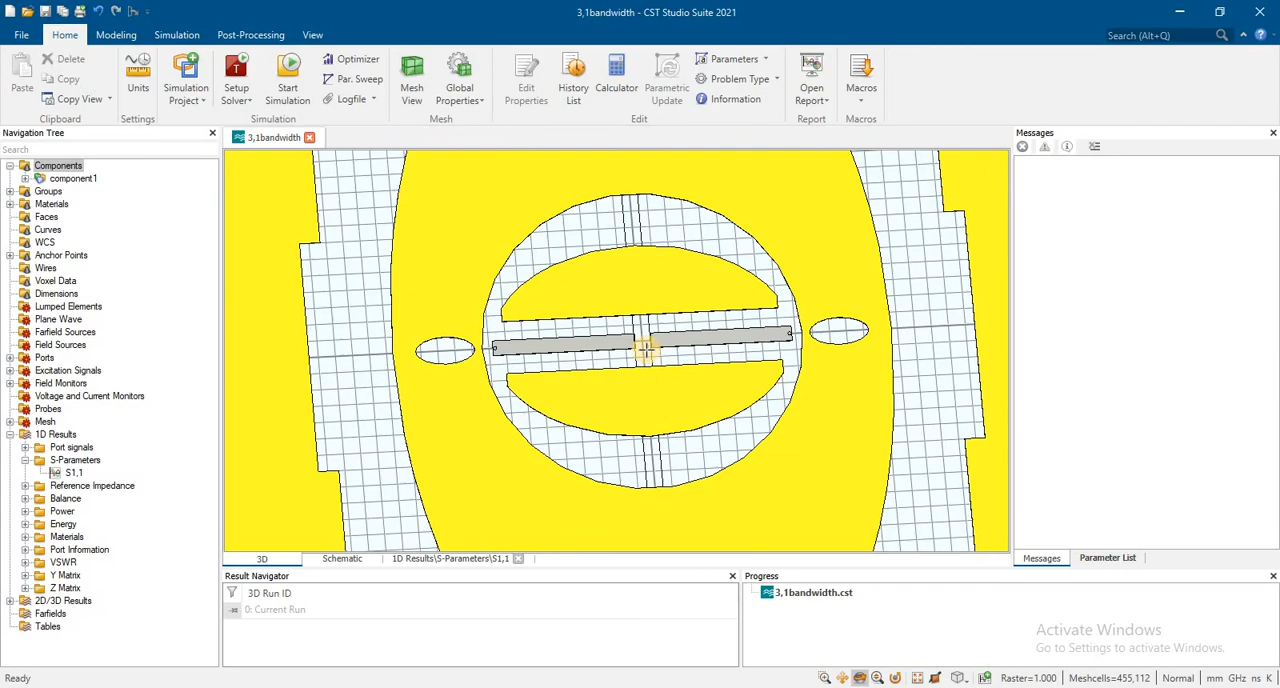 3,1bandwidth - CST Studio Suite 2021
File Home Modeling Simulation Post-Processing View Search (Alt+Q)
Paste
Delete
Copy
Copy View
Clipboard
Units
Settings
Simulation Project
Setup Solver
Start Simulation
Optimizer
Par. Sweep
Logfile
Simulation
Mesh View
Global Properties
Mesh
Edit Properties
History List
Calculator
Parametric Update
Parameters
Problem Type
Information
Edit
Open Report
Report
Macros
Macros
Navigation Tree
Search
Components
component1
Groups
Materials
Faces
Curves
WCS
Anchor Points
Wires
Voxel Data
Dimensions
Lumped Elements
Plane Wave
Farfield Sources
Field Sources
Ports
Excitation Signals
Field Monitors
Voltage and Current Monitors
Probes
Mesh
1D Results
Port signals
S-Parameters
S1,1
Reference Impedance
Balance
Power
Energy
Materials
Port Information
VSWR
Y Matrix
Z Matrix
2D/3D Results
Farfields
Tables
3,1bandwidth
3D Schematic 1D Results\S-Parameters\S1,1
Result Navigator
3D Run ID
0: Current Run
Messages
Messages Parameter List
Progress
3,1bandwidth.cst
Activate Windows
Go to Settings to activate Windows.
Ready
Raster=1.000 Meshcells=455,112 Normal mm GHz ns K